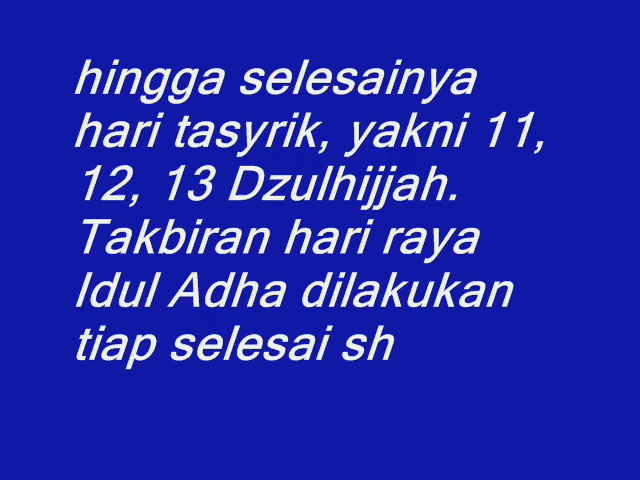 hingga selesainya
hari tasyrik, yakni 11,
12, 13 Dzulhijjah.
Takbiran hari raya
Idul Adha dilakukan
tiap selesai sh